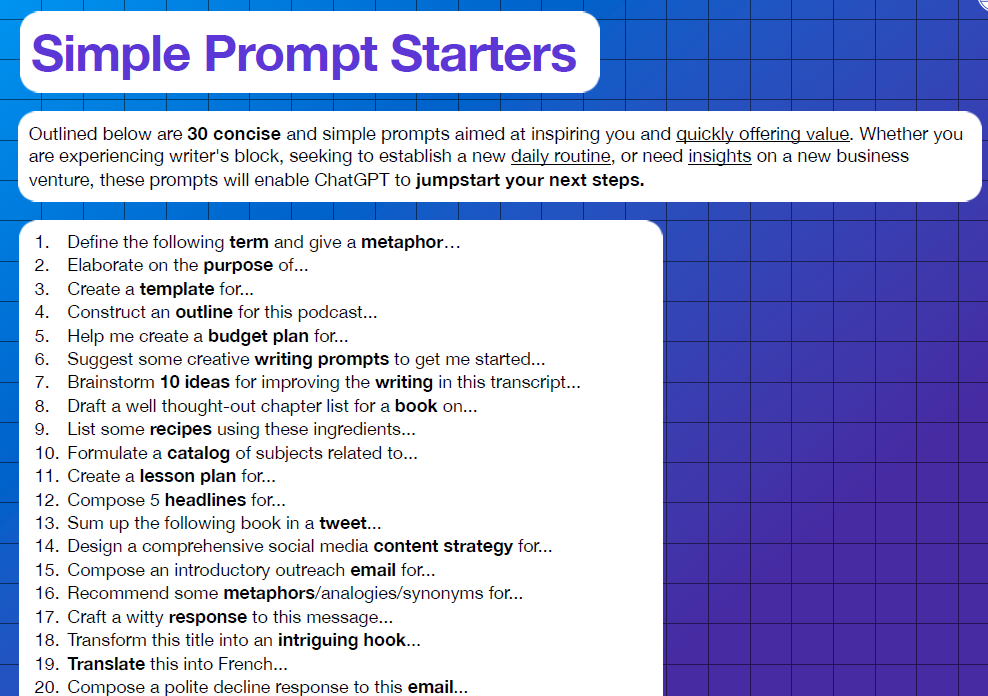 Simple Prompt Starters
Outlined below are 30 concise and simple prompts aimed at inspiring you and quickly offering value. Whether you
are experiencing writer's block, seeking to establish a new daily routine, or need insights on a new business
venture, these prompts will enable ChatGPT to jumpstart your next steps.
1. Define the following term and give a metaphor…
2. Elaborate on the purpose of...
3. Create a template for...
4. Construct an outline for this podcast...
5. Help me create a budget plan for...
6. Suggest some creative writing prompts to get me started...
7. Brainstorm 10 ideas for improving the writing in this transcript...
8. Draft a well thought-out chapter list for a book on...
9. List some recipes using these ingredients...
10. Formulate a catalog of subjects related to...
11. Create a lesson plan for...
12. Compose 5 headlines for...
13. Sum up the following book in a tweet...
14. Design a comprehensive social media content strategy for...
15. Compose an introductory outreach email for...
16. Recommend some metaphors/analogies/synonyms for...
17. Craft a witty response to this message...
18. Transform this title into an intriguing hook...
19. Translate this into French...
20. Compose a polite decline response to this email...